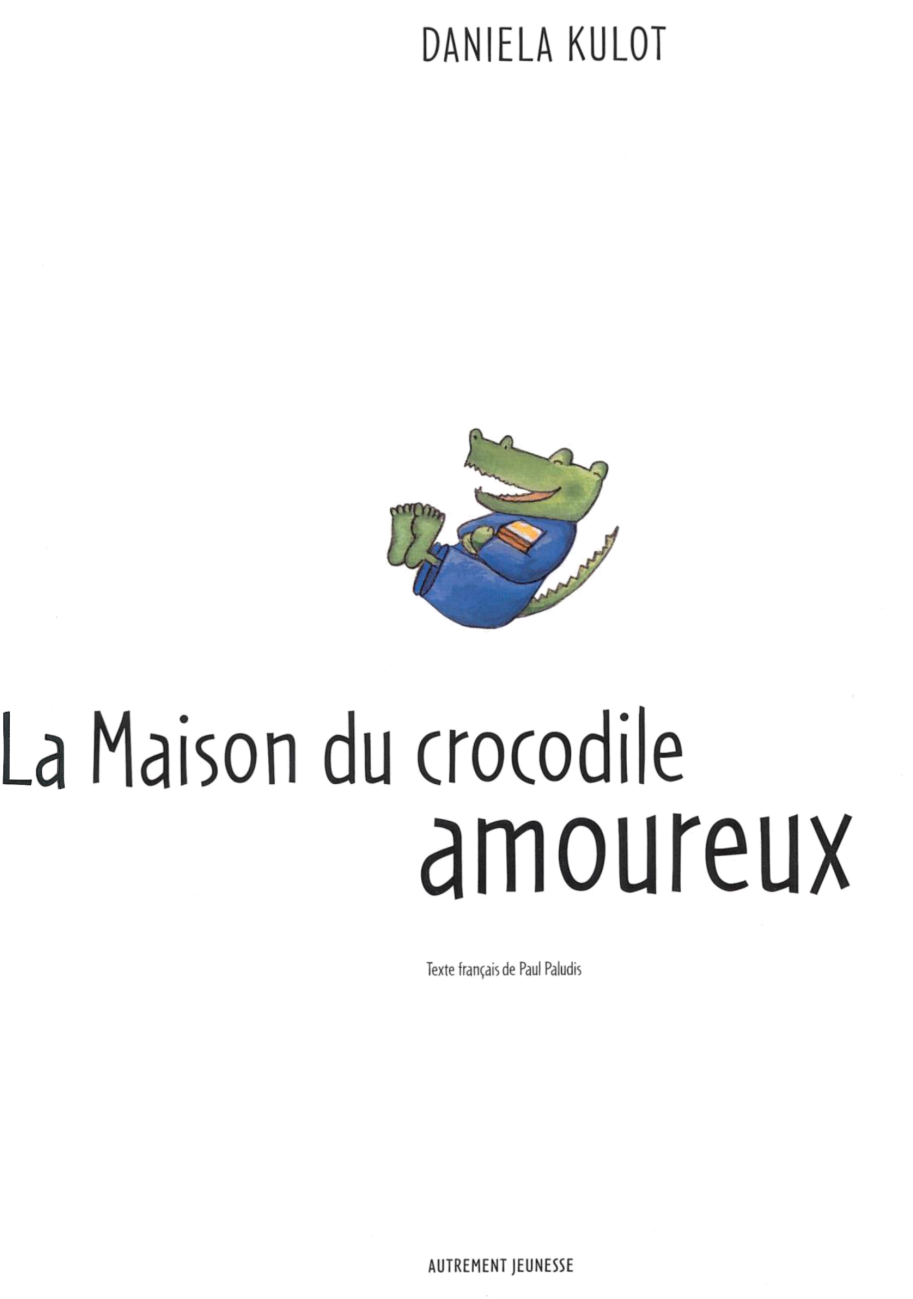 DANIELA KULOT
La Maison du crocodile
amoureux
Texte français de Paul Paludis
AUTREMENT JEUNESSE